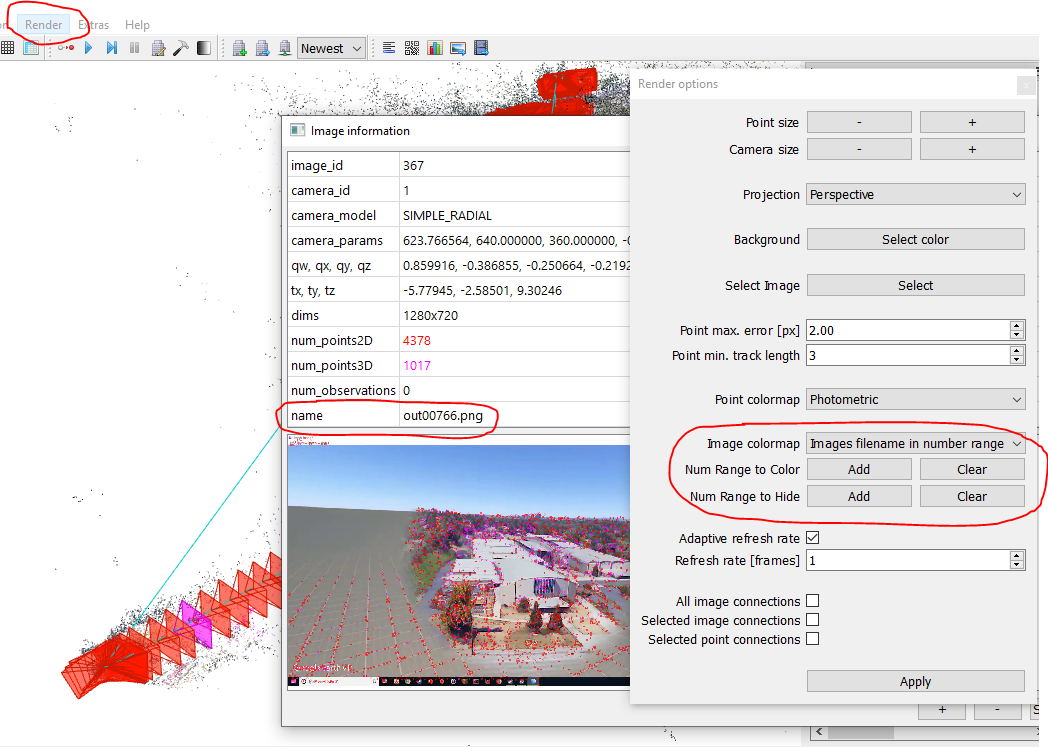 Render Extras Help
Newest
Render options
Point size - +
Camera size - +
Projection Perspective
Background Select color
Select Image Select
Point max. error [px] 2.00
Point min. track length 3
Point colormap Photometric
Image colormap Images filename in number range
Num Range to Color Add Clear
Num Range to Hide Add Clear
Adaptive refresh rate
Refresh rate [frames] 1
All image connections
Selected image connections
Selected point connections
Apply
Image information
image_id 367
camera_id 1
camera_model SIMPLE_RADIAL
camera_params 623.766564, 640.000000, 360.000000, -0
qw, qx, qy, qz 0.859916, -0.386855, -0.250664, -0.2192
tx, ty, tz -5.77945, -2.58501, 9.30246
dims 1280x720
num_points2D 4378
num_points3D 1017
num_observations 0
name out00766.png
+ -